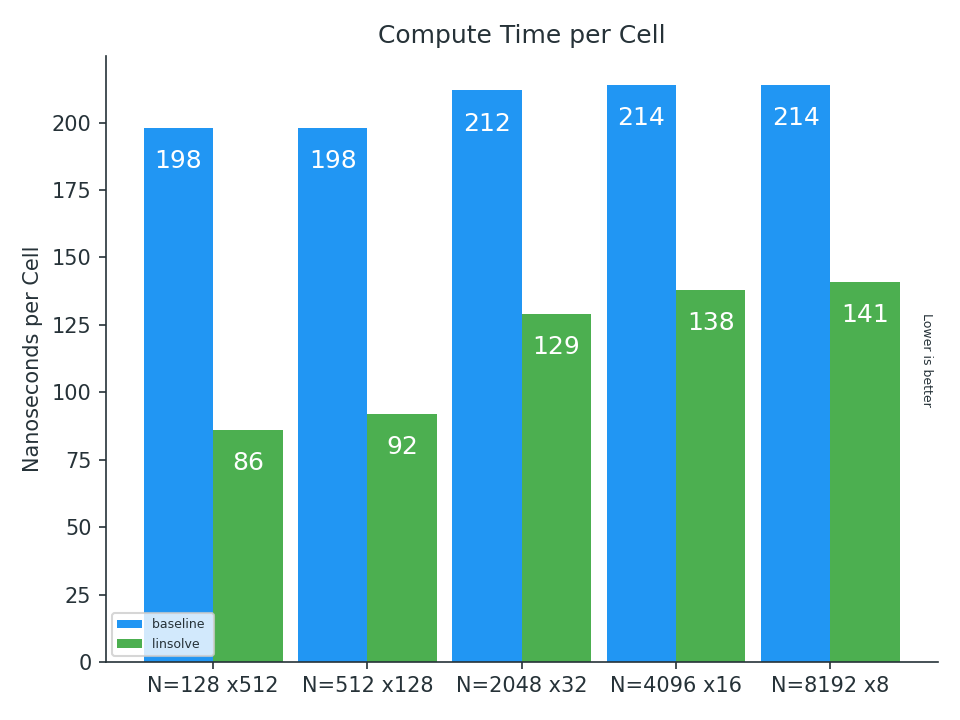 Compute Time per Cell
Nanoseconds per Cell
200
175
150
125
100
75
50
25
0
198
86
198
92
212
129
214
138
214
141
Lower is better
baseline
linsolve
N=128 x512
N=512 x128
N=2048 x32
N=4096 x16
N=8192 x8